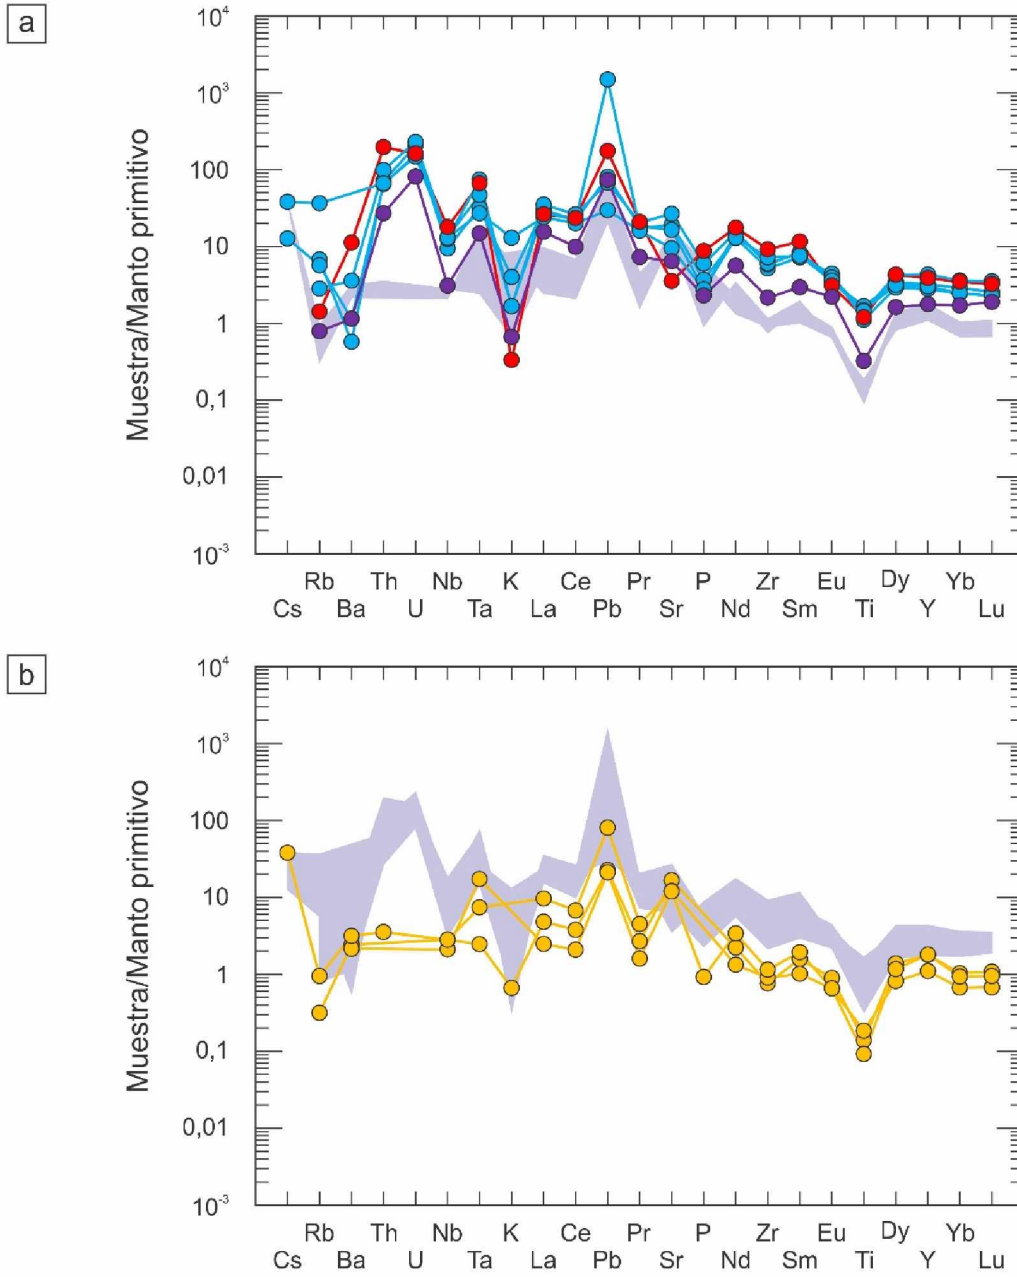 a
10⁴
10³
100
10
1
0,1
0,01
10⁻³
Muestra/Manto primitivo
Rb Th Nb K Ce Pr P Zr Eu Dy Yb
Cs Ba U Ta La Pb Sr Nd Sm Ti Y Lu
b
10⁴
10³
100
10
1
0,1
0,01
10⁻³
Muestra/Manto primitivo
Rb Th Nb K Ce Pr P Zr Eu Dy Yb
Cs Ba U Ta La Pb Sr Nd Sm Ti Y Lu